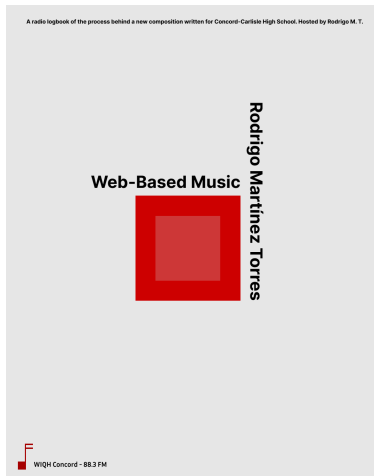 A radio logbook of the process behind a new composition written for Concord-Carlisle High School. Hosted by Rodrigo M. T.
Web-Based Music
Rodrigo Martínez Torres
WIQH Concord - 88.3 FM